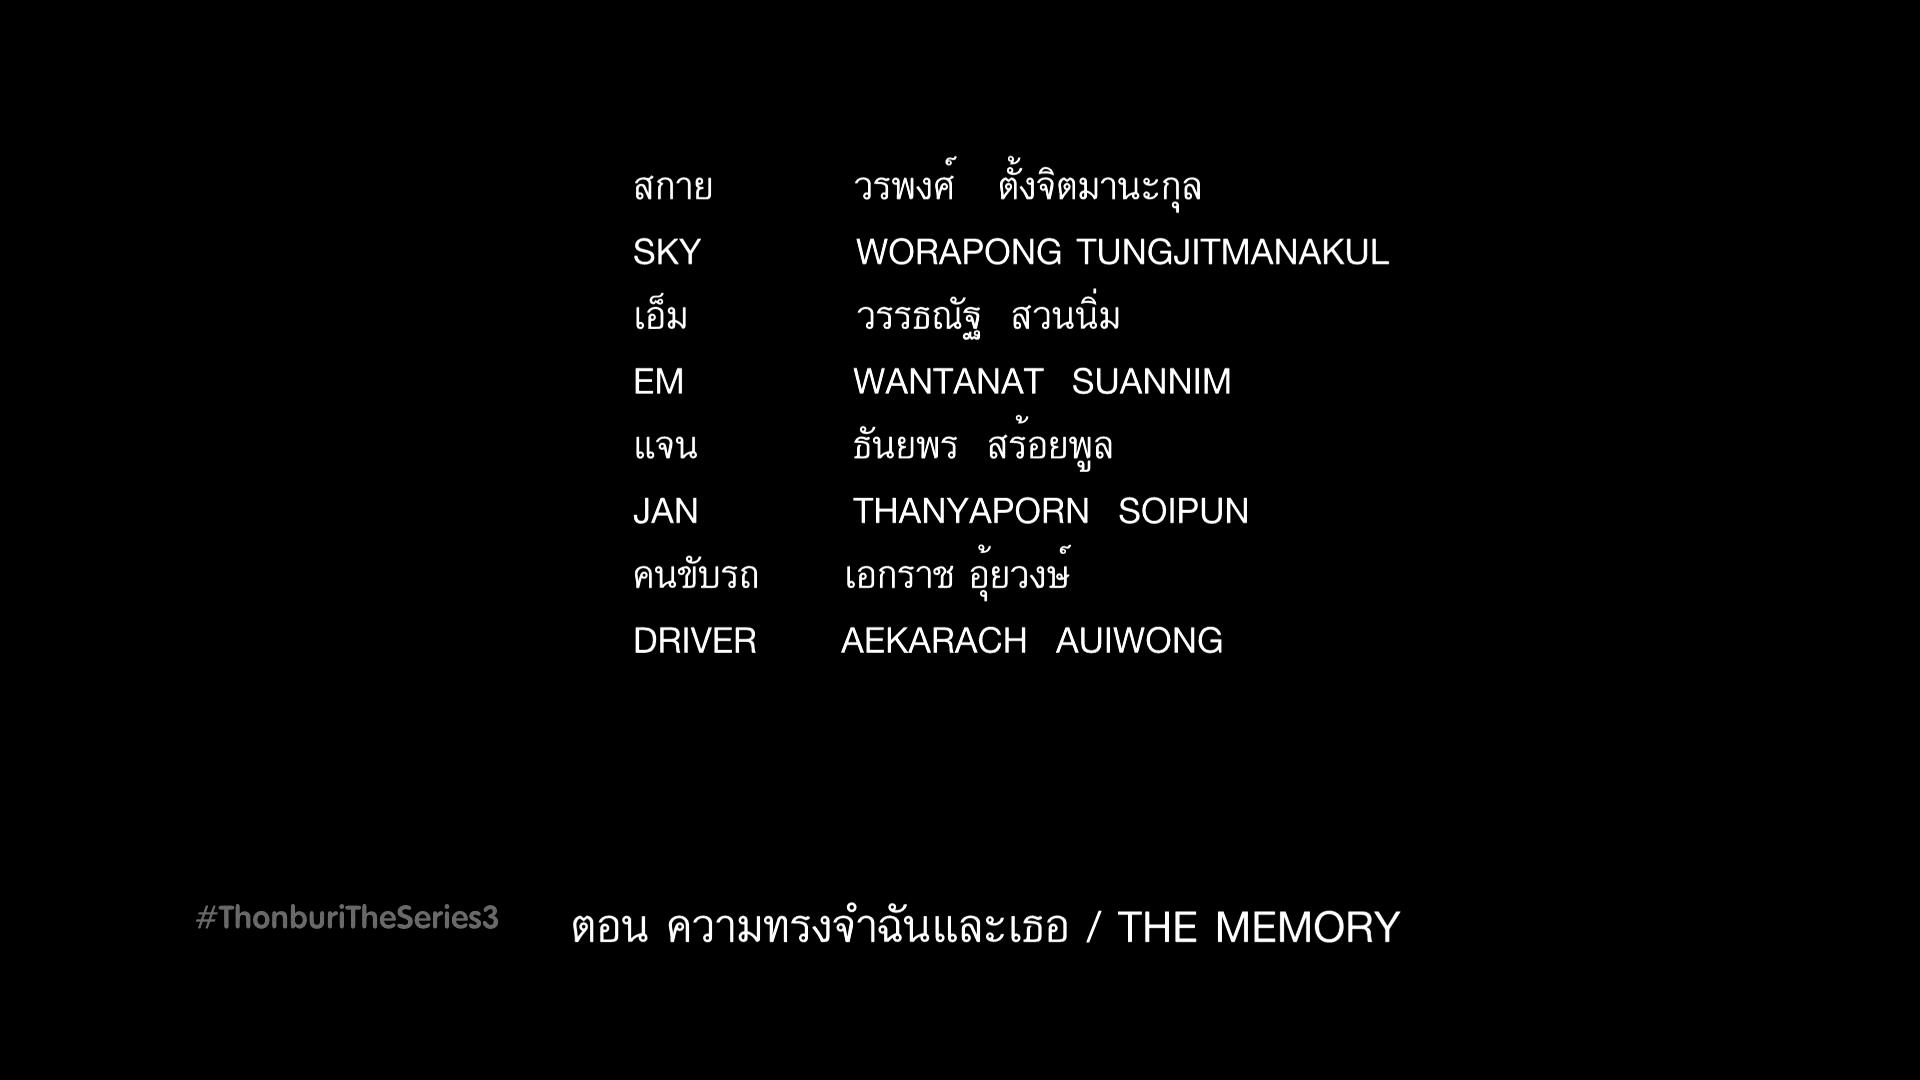 สกาย วรพงศ์ ตั้งจิตมานะกุล
SKY WORAPONG TUNGJITMANAKUL
เอ็ม วรรธณัฐ สวนนิ่ม
EM WANTANAT SUANNIM
แจน ธันยพร สร้อยพูล
JAN THANYAPORN SOIPUN
คนขับรถ เอกราช อุ้ยวงษ์
DRIVER AEKARACH AUIWONG
#ThonburiTheSeries3
ตอน ความทรงจำฉันและเธอ / THE MEMORY